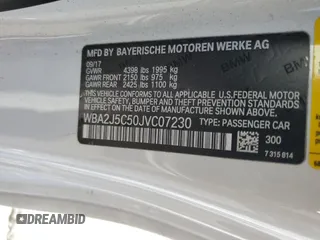 MFD BY BAYERISCHE MOTOREN WERKE AG
09/17
GVWR 4398 lbs 1995 kg
GAWR FRONT 2150 lbs 975 kg
GAWR REAR 2425 lbs 1100 kg
THIS VEHICLE CONFORMS TO ALL APPLICABLE U.S. FEDERAL MOTOR
VEHICLE SAFETY, BUMPER, AND THEFT PREVENTION STANDARDS IN
EFFECT ON THE DATE OF MANUFACTURE SHOWN ABOVE.
WBA2J5C50JVC07230 TYPE: PASSENGER CAR
300
7 315 814
DREAMBID